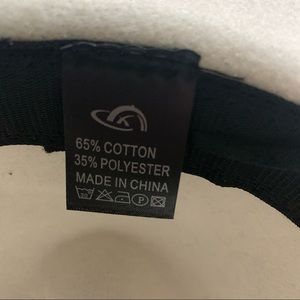 K
65% COTTON
35% POLYESTER
MADE IN CHINA